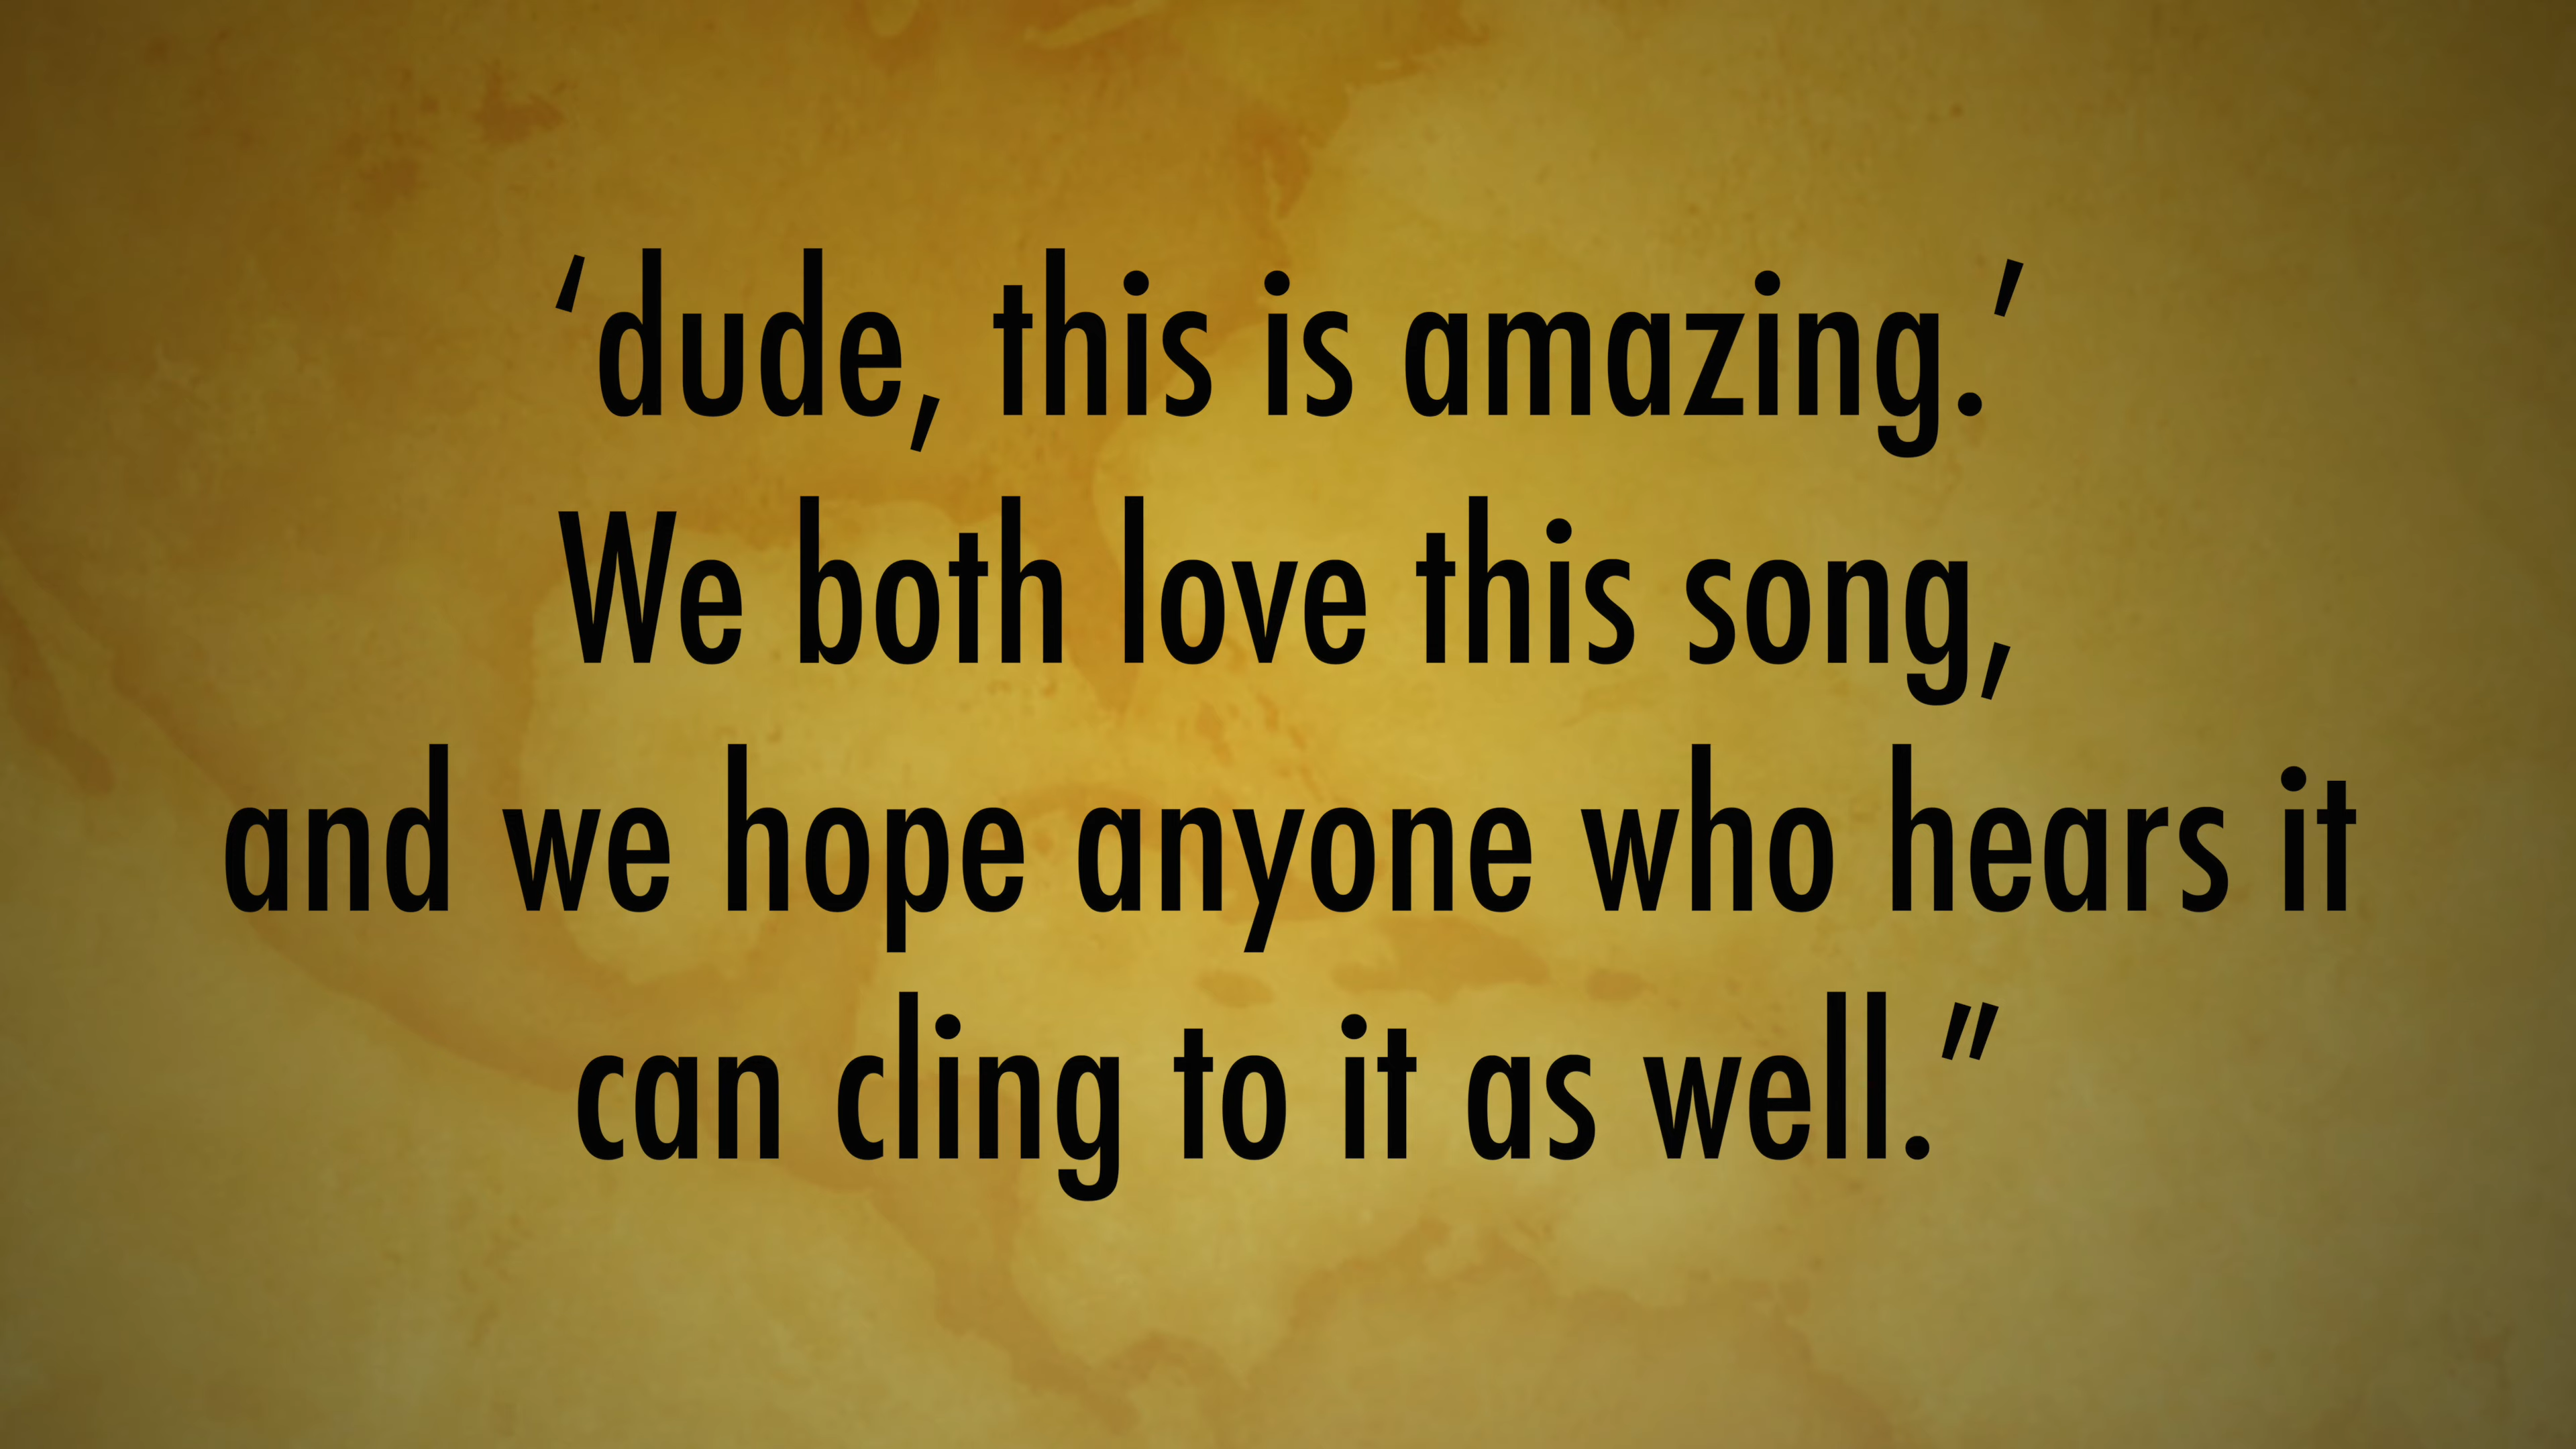 ‘dude, this is amazing.’
We both love this song,
and we hope anyone who hears it
can cling to it as well.”